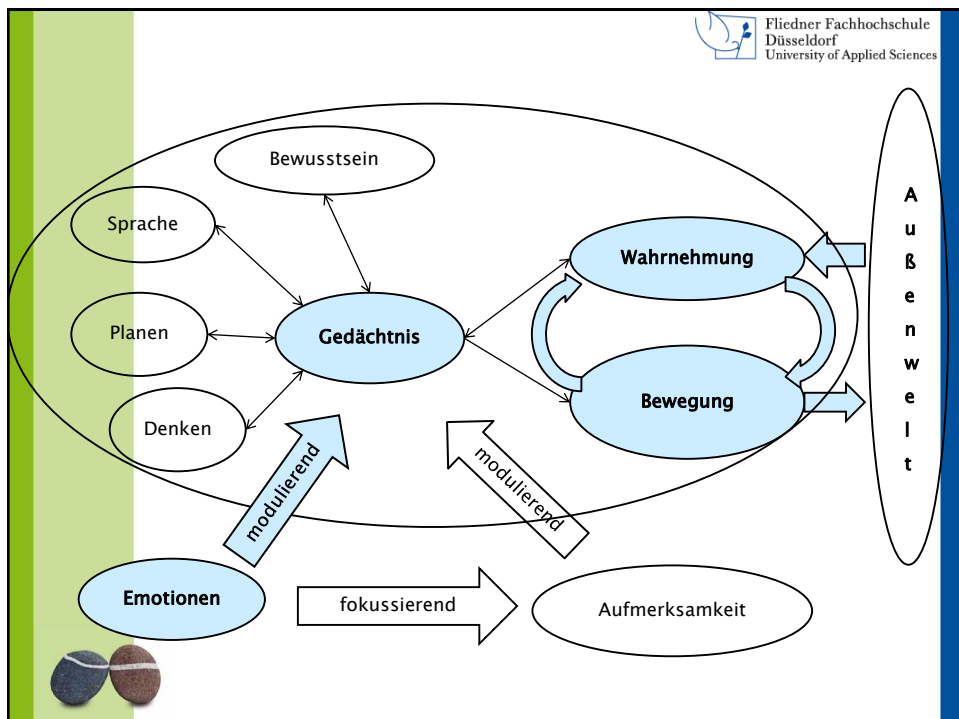 Fliedner Fachhochschule
Düsseldorf
University of Applied Sciences
Bewusstsein
Sprache
Wahrnehmung
Planen
Gedächtnis
Denken
Bewegung
Außenwelt
modulierend
modulierend
Emotionen
fokussierend
Aufmerksamkeit